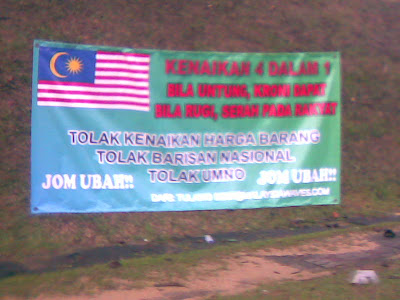 KENAIKAN 4 DALAM 1
BILA UNTUNG, KRONI DAPAT
BILA RUGI, BEBAN PADA RAKYAT
TOLAK KENAIKAN HARGA BARANG
TOLAK BARISAN NASIONAL
JOM UBAH!! TOLAK UMNO JOM UBAH!!
DARI: